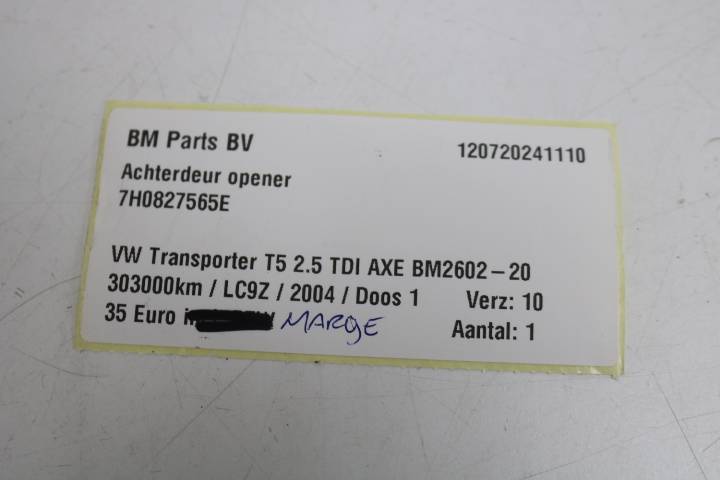 BM Parts BV
120720241110
Achterdeur opener
7H0827565E
VW Transporter T5 2.5 TDI AXE BM2602-20
303000km / LC9Z / 2004 / Doos 1 Verz: 10
35 Euro MARGE Aantal: 1